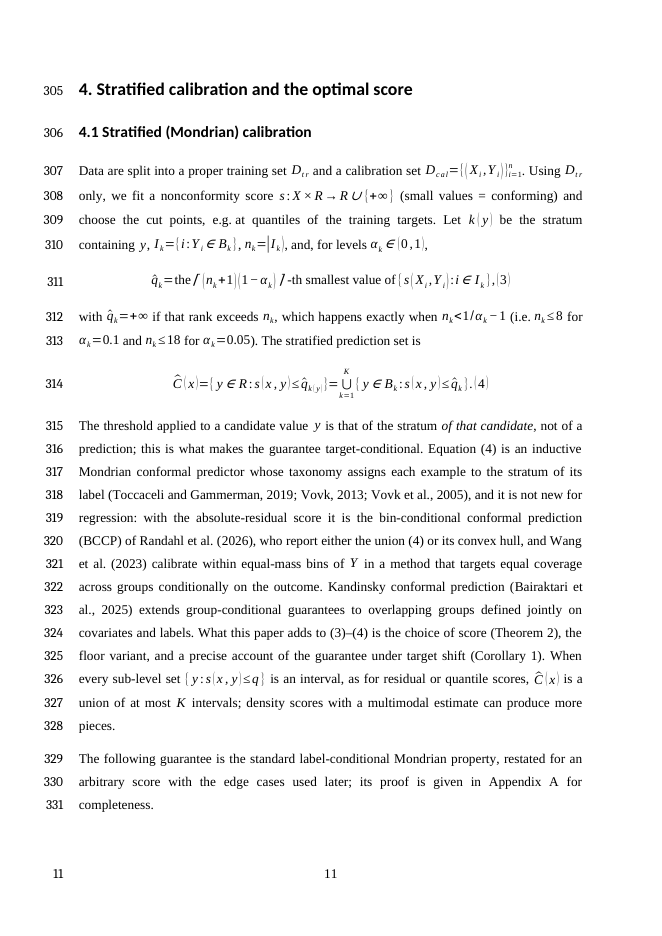 305 4. Stratified calibration and the optimal score
306 4.1 Stratified (Mondrian) calibration
307 Data are split into a proper training set D_tr and a calibration set D_cal={(X_i,Y_i)}_{i=1}^n. Using D_tr
308 only, we fit a nonconformity score s:X×R→R∪{+∞} (small values = conforming) and
309 choose the cut points, e.g. at quantiles of the training targets. Let k(y) be the stratum
310 containing y, I_k={i:Y_i∈B_k}, n_k=|I_k|, and, for levels α_k∈(0,1),
311 q̂_k=the⌈(n_k+1)(1−α_k)⌉-th smallest value of{s(X_i,Y_i):i∈I_k},(3)
312 with q̂_k=+∞ if that rank exceeds n_k, which happens exactly when n_k<1/α_k−1 (i.e. n_k≤8 for
313 α_k=0.1 and n_k≤18 for α_k=0.05). The stratified prediction set is
314 Ĉ(x)={y∈R:s(x,y)≤q̂_{k(y)}}=⋃_{k=1}^K{y∈B_k:s(x,y)≤q̂_k}.(4)
315 The threshold applied to a candidate value y is that of the stratum of that candidate, not of a
316 prediction; this is what makes the guarantee target-conditional. Equation (4) is an inductive
317 Mondrian conformal predictor whose taxonomy assigns each example to the stratum of its
318 label (Toccaceli and Gammerman, 2019; Vovk, 2013; Vovk et al., 2005), and it is not new for
319 regression: with the absolute-residual score it is the bin-conditional conformal prediction
320 (BCCP) of Randahl et al. (2026), who report either the union (4) or its convex hull, and Wang
321 et al. (2023) calibrate within equal-mass bins of Y in a method that targets equal coverage
322 across groups conditionally on the outcome. Kandinsky conformal prediction (Bairaktari et
323 al., 2025) extends group-conditional guarantees to overlapping groups defined jointly on
324 covariates and labels. What this paper adds to (3)–(4) is the choice of score (Theorem 2), the
325 floor variant, and a precise account of the guarantee under target shift (Corollary 1). When
326 every sub-level set {y:s(x,y)≤q} is an interval, as for residual or quantile scores, Ĉ(x) is a
327 union of at most K intervals; density scores with a multimodal estimate can produce more
328 pieces.
329 The following guarantee is the standard label-conditional Mondrian property, restated for an
330 arbitrary score with the edge cases used later; its proof is given in Appendix A for
331 completeness.
11 11